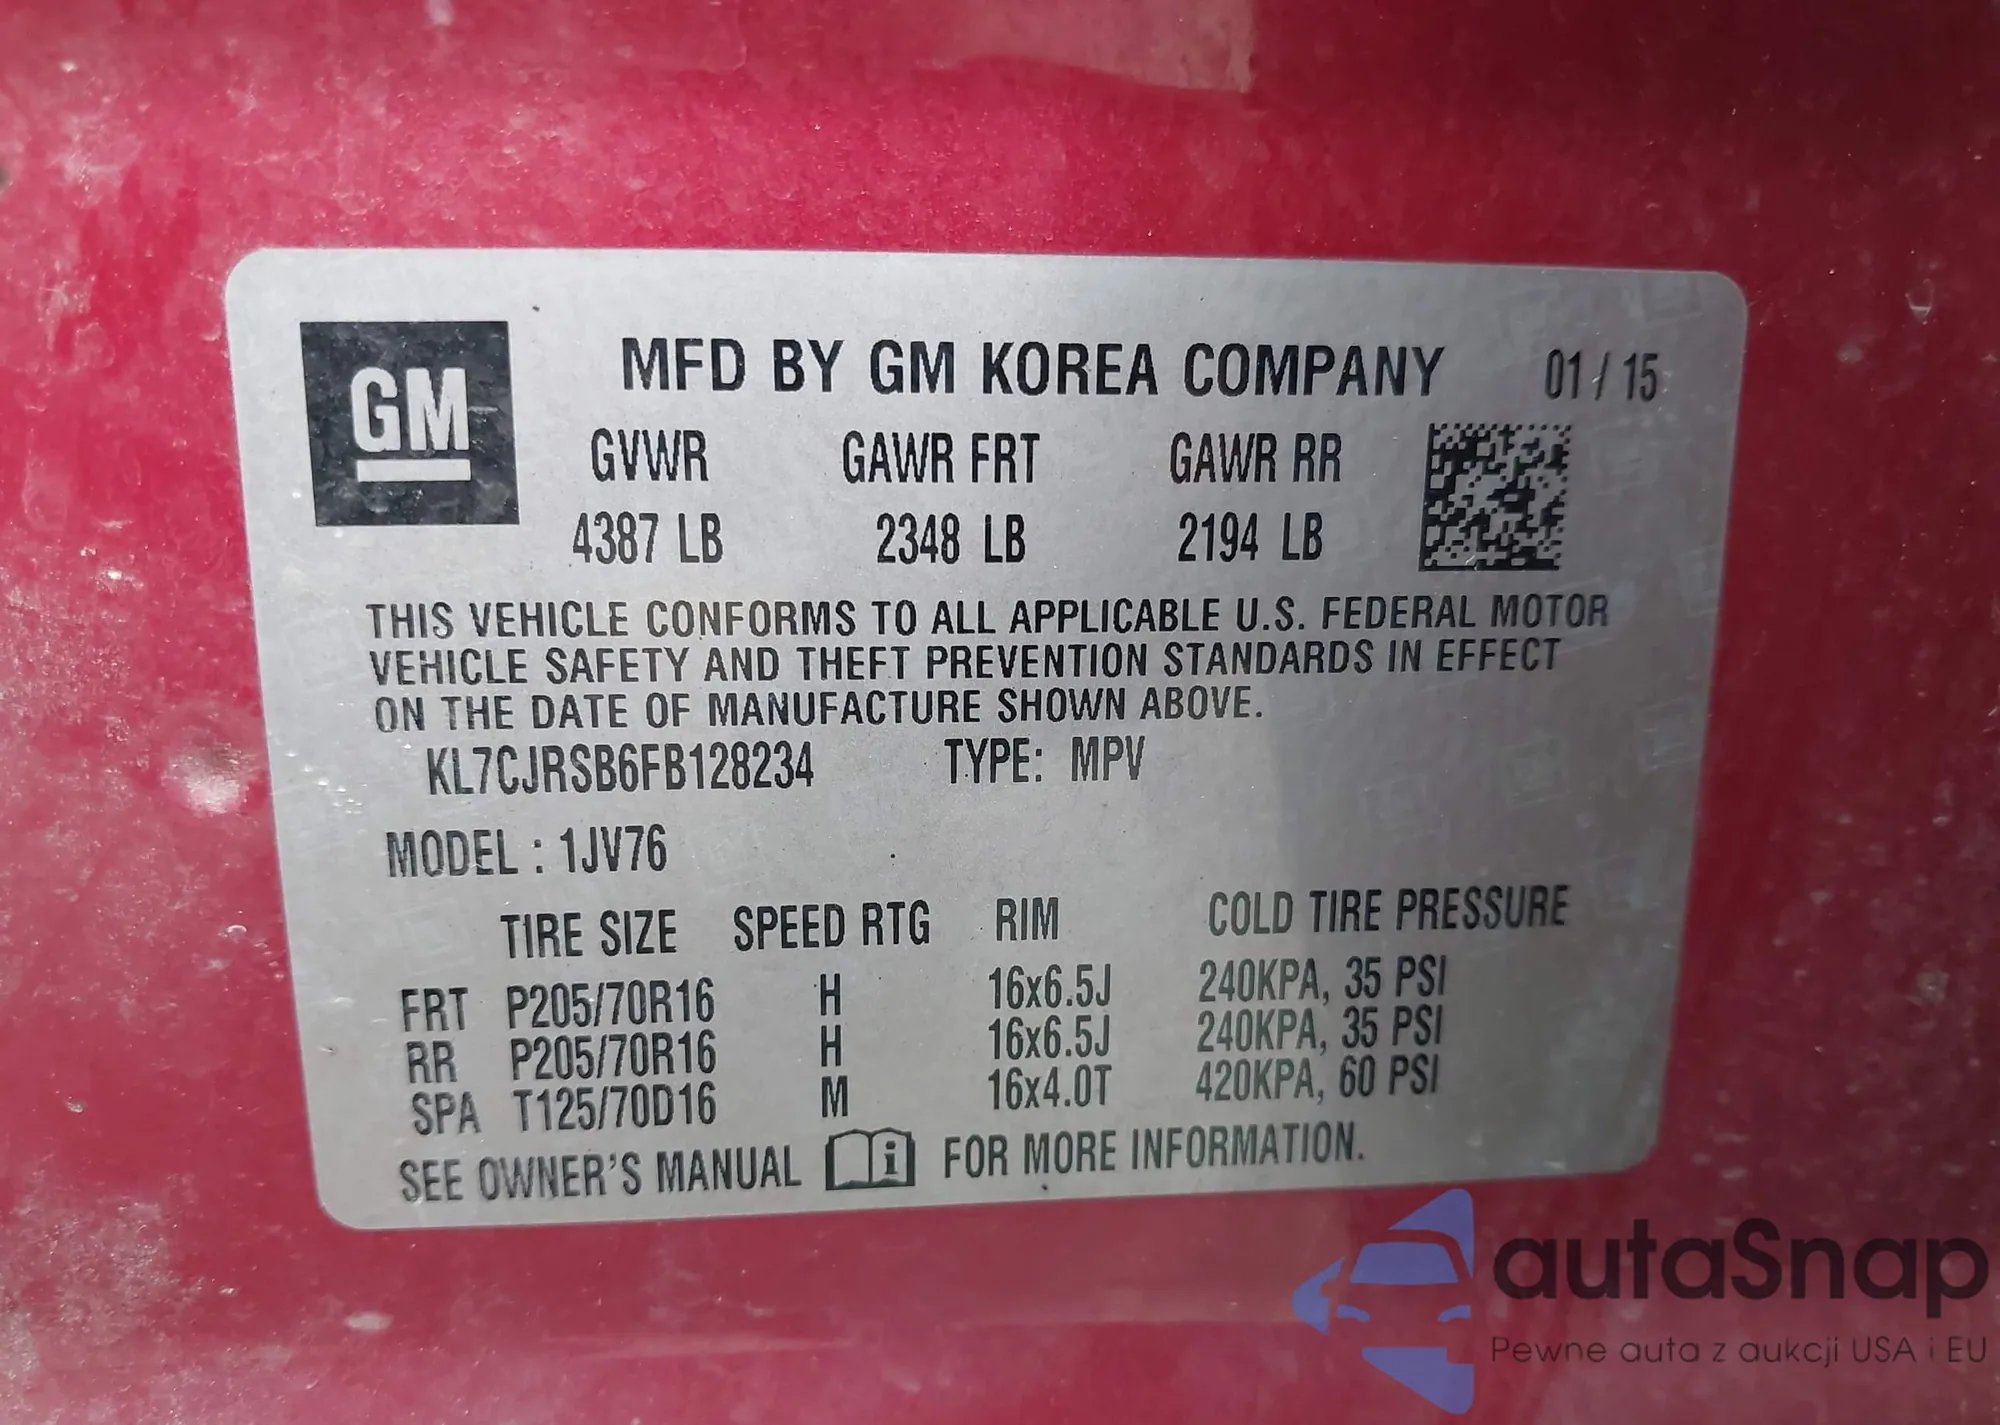 GM
MFD BY GM KOREA COMPANY 01 / 15
GVWR GAWR FRT GAWR RR
4387 LB 2348 LB 2194 LB
THIS VEHICLE CONFORMS TO ALL APPLICABLE U.S. FEDERAL MOTOR
VEHICLE SAFETY AND THEFT PREVENTION STANDARDS IN EFFECT
ON THE DATE OF MANUFACTURE SHOWN ABOVE.
KL7CJRSB6FB128234 TYPE: MPV
MODEL : 1JV76
TIRE SIZE SPEED RTG RIM COLD TIRE PRESSURE
FRT P205/70R16 H 16x6.5J 240KPA, 35 PSI
RR P205/70R16 H 16x6.5J 240KPA, 35 PSI
SPA T125/70D16 M 16x4.0T 420KPA, 60 PSI
SEE OWNER'S MANUAL i FOR MORE INFORMATION.
autaSnap
Pewne auta z aukcji USA i EU